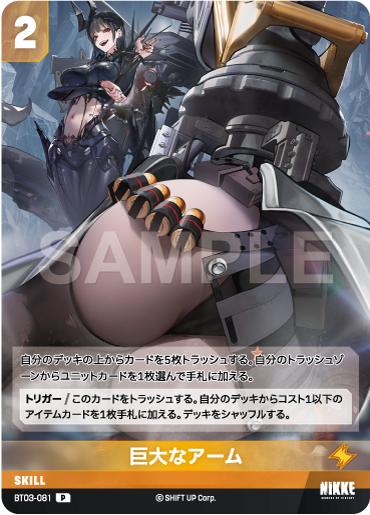 2
SAMPLE
自分のデッキの上からカードを5枚トラッシュする。自分のトラッシュゾ
ーンからユニットカードを1枚選んで手札に加える。
トリガー / このカードをトラッシュする。自分のデッキからコスト1以下の
アイテムカードを1枚手札に加える。デッキをシャッフルする。
巨大なアーム
SKILL
BT03-081 P
©SHIFT UP Corp.
NIKKE
GODDESS OF VICTORY